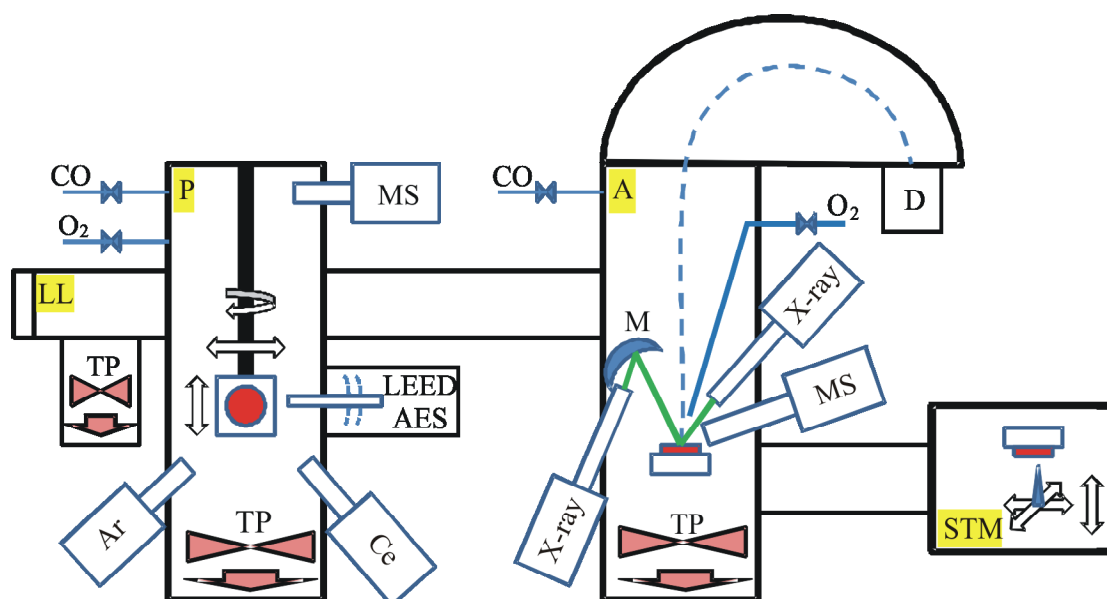 CO
P
MS
O₂
LL
TP
LEED
AES
Ar
TP
Ce
CO
A
D
O₂
X-ray
M
MS
X-ray
TP
STM